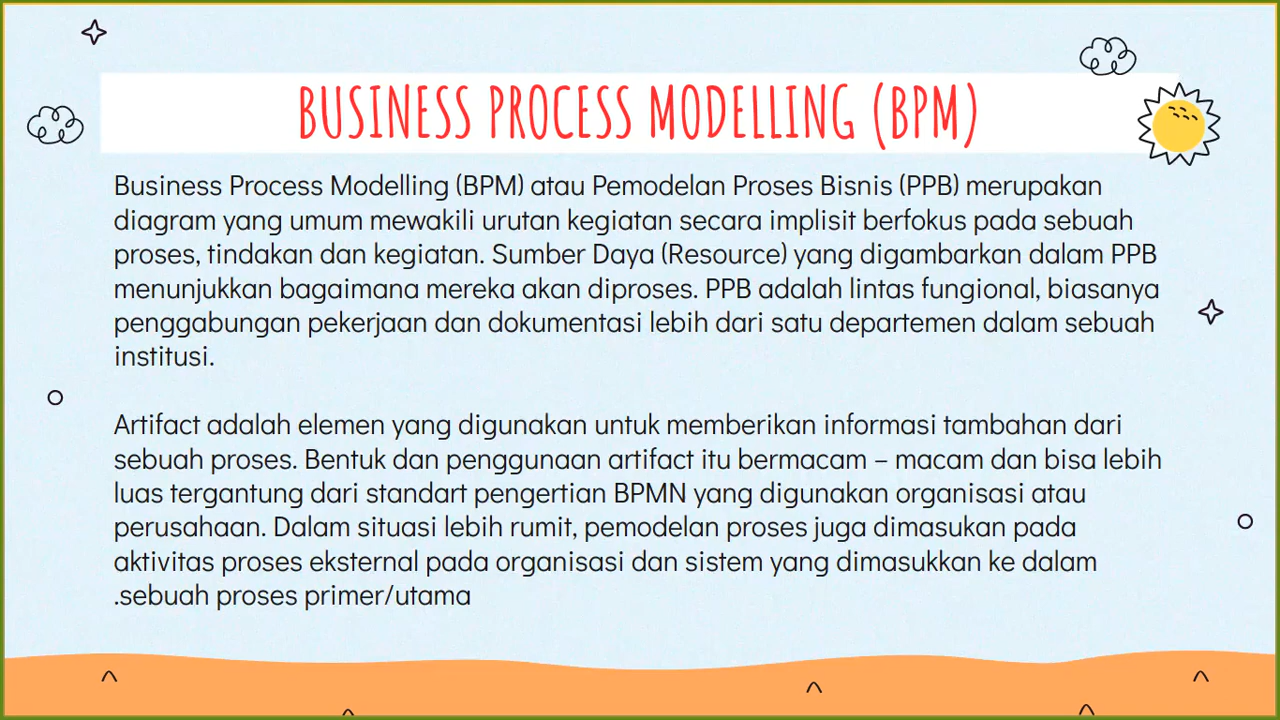 BUSINESS PROCESS MODELLING (BPM)
Business Process Modelling (BPM) atau Pemodelan Proses Bisnis (PPB) merupakan
diagram yang umum mewakili urutan kegiatan secara implisit berfokus pada sebuah
proses, tindakan dan kegiatan. Sumber Daya (Resource) yang digambarkan dalam PPB
menunjukkan bagaimana mereka akan diproses. PPB adalah lintas fungional, biasanya
penggabungan pekerjaan dan dokumentasi lebih dari satu departemen dalam sebuah
institusi.
Artifact adalah elemen yang digunakan untuk memberikan informasi tambahan dari
sebuah proses. Bentuk dan penggunaan artifact itu bermacam – macam dan bisa lebih
luas tergantung dari standart pengertian BPMN yang digunakan organisasi atau
perusahaan. Dalam situasi lebih rumit, pemodelan proses juga dimasukan pada
aktivitas proses eksternal pada organisasi dan sistem yang dimasukkan ke dalam
.sebuah proses primer/utama